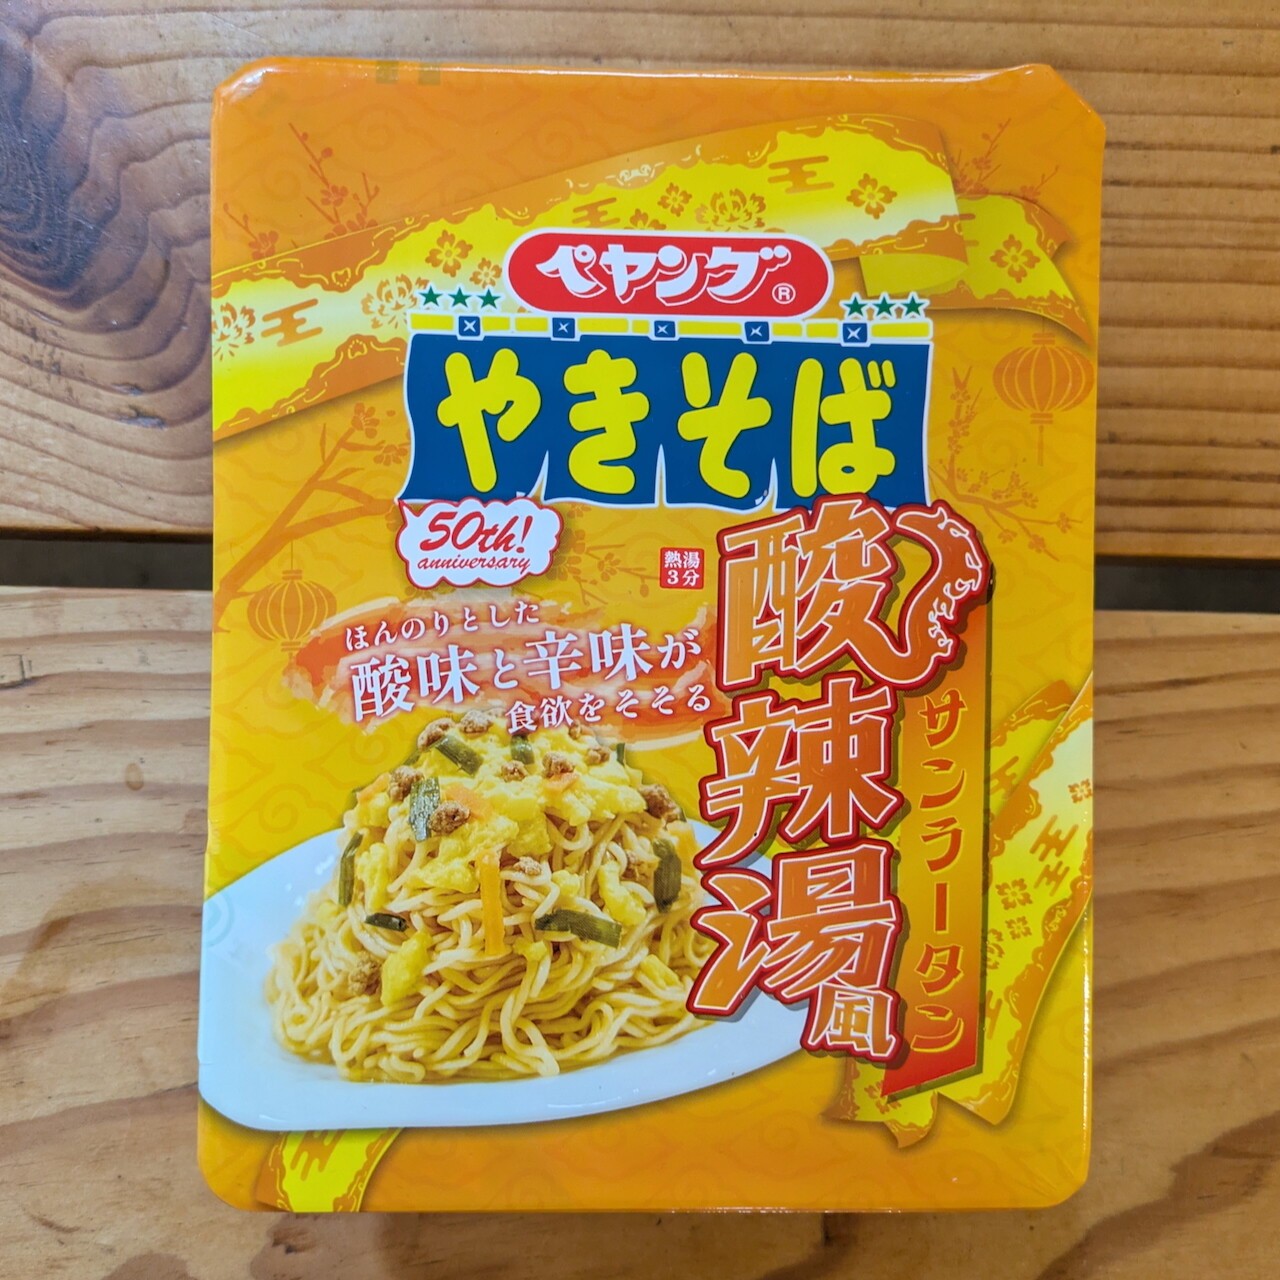 ペヤング®
やきそば
50th!
anniversary
熱湯
3分
酸辣湯風
サンラータン
ほんのりとした
酸味と辛味が
食欲をそそる